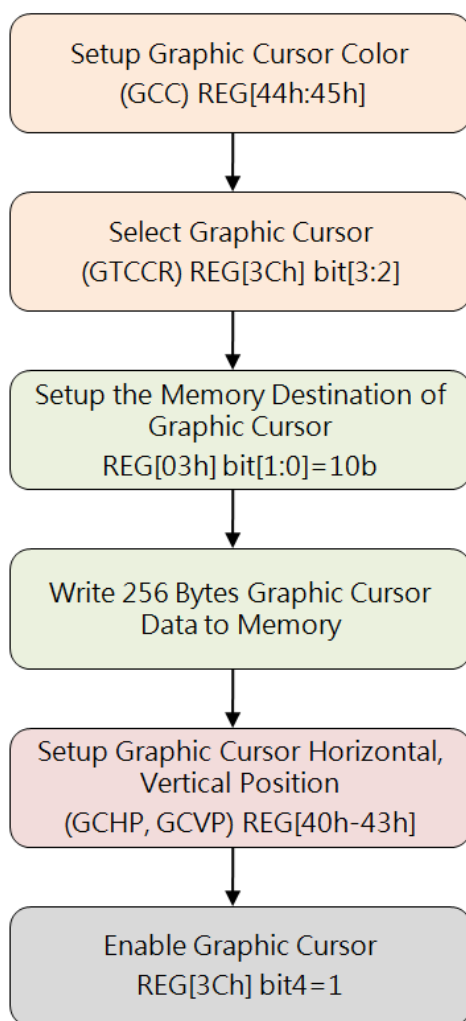 Setup Graphic Cursor Color
(GCC) REG[44h:45h]
Select Graphic Cursor
(GTCCR) REG[3Ch] bit[3:2]
Setup the Memory Destination of
Graphic Cursor
REG[03h] bit[1:0]=10b
Write 256 Bytes Graphic Cursor
Data to Memory
Setup Graphic Cursor Horizontal,
Vertical Position
(GCHP, GCVP) REG[40h-43h]
Enable Graphic Cursor
REG[3Ch] bit4=1